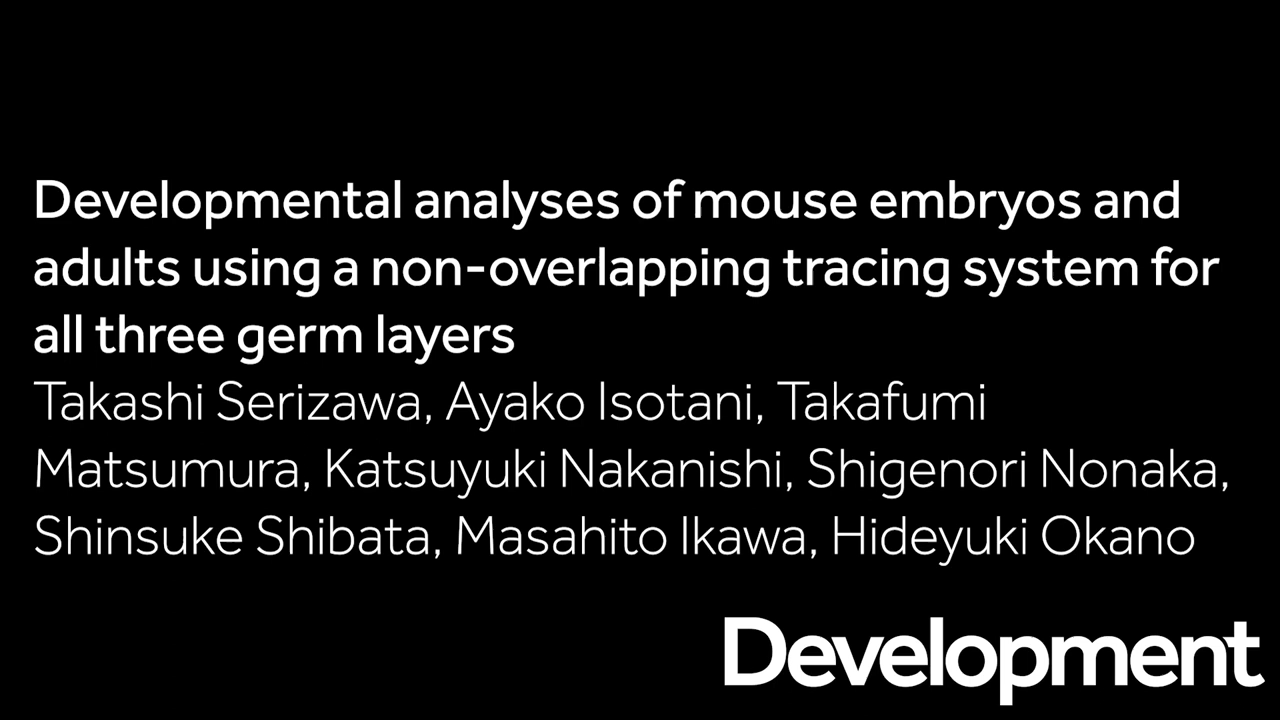 Developmental analyses of mouse embryos and
adults using a non-overlapping tracing system for
all three germ layers
Takashi Serizawa, Ayako Isotani, Takafumi
Matsumura, Katsuyuki Nakanishi, Shigenori Nonaka,
Shinsuke Shibata, Masahito Ikawa, Hideyuki Okano
Development